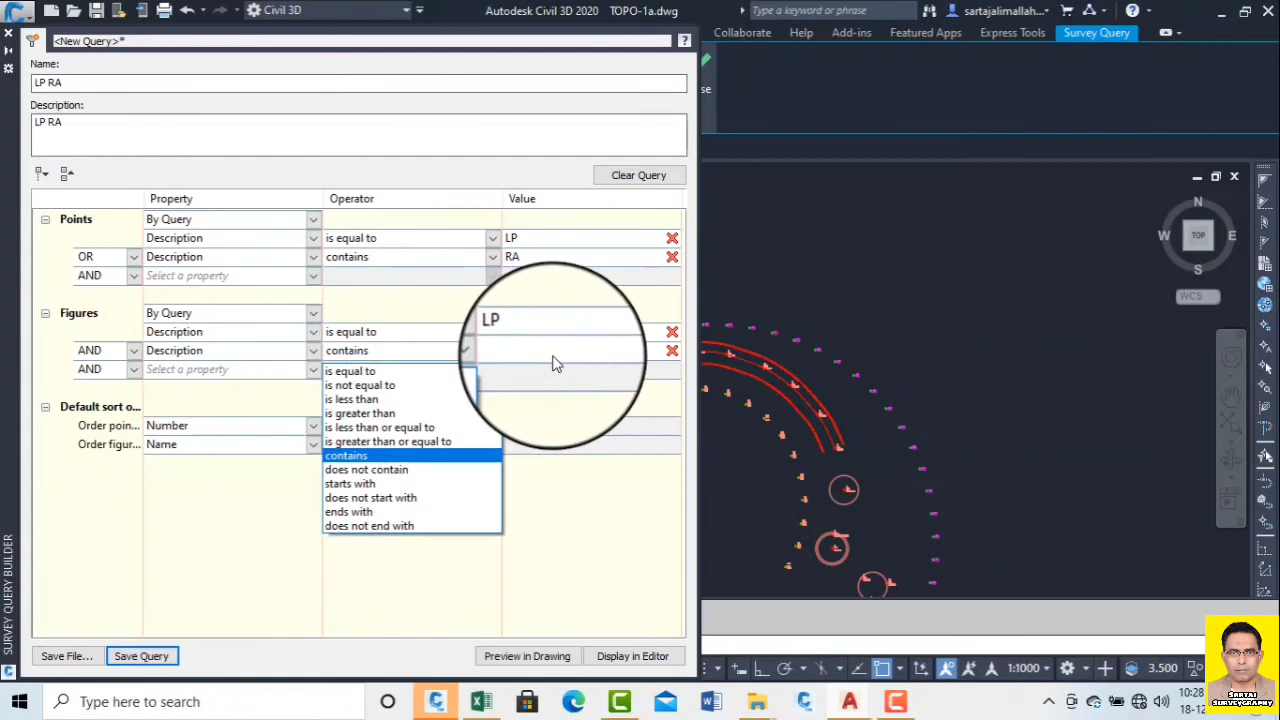 Civil 3D
Autodesk Civil 3D 2020 TOPO-1a.dwg
Type a keyword or phrase
sartajalimallah...
<New Query>*
Collaborate Help Add-ins Featured Apps Express Tools Survey Query
Name:
LP RA
se
Description:
LP RA
Clear Query
Property Operator Value
Points By Query
Description is equal to LP
OR Description contains RA
AND Select a property
Figures By Query
Description is equal to LP
AND Description contains
AND Select a property
is equal to
is not equal to
is less than
is greater than
is less than or equal to
is greater than or equal to
contains
does not contain
starts with
does not start with
ends with
does not end with
Default sort o...
Order poin... Number
Order figur... Name
N
W TOP E
S
WCS
SURVEY QUERY BUILDER
Save File... Save Query Preview in Drawing Display in Editor
1:1000 3.500
Type here to search
10:28
18-12
SARTAJ
SURVEYGRAPHY